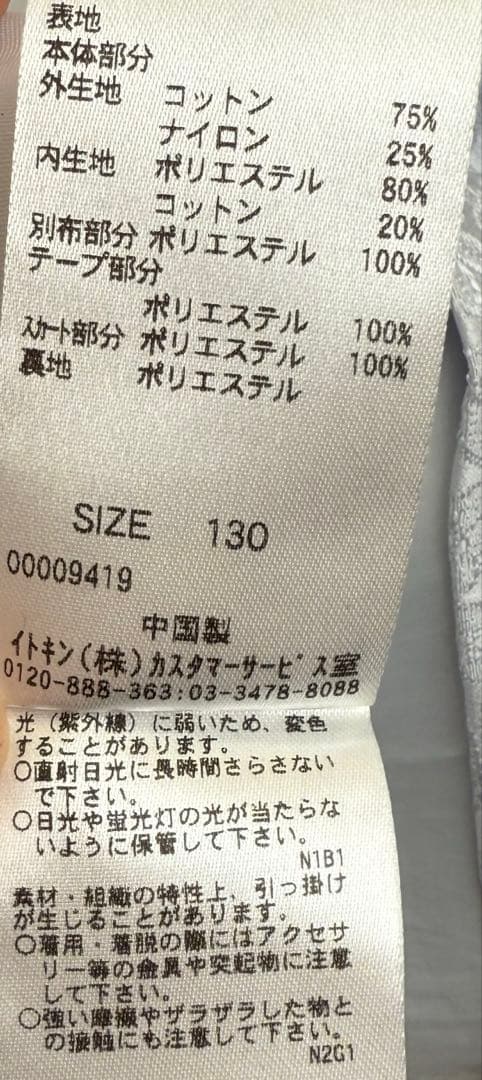 表地
本体部分
外生地 コットン 75%
ナイロン 25%
内生地 ポリエステル 80%
コットン 20%
別布部分 ポリエステル 100%
テープ部分
ポリエステル 100%
スカート部分 ポリエステル 100%
裏地 ポリエステル
SIZE 130
00009419
中国製
イトキン(株)カスタマーサービス室
0120-888-363:03-3478-8088
光(紫外線)に弱いため、変色
することがあります。
○直射日光に長時間さらさない
で下さい。
○日光や蛍光灯の光が当たらな
いように保管して下さい。
N1B1
素材・組織の特性上、引っ掛け
が生じることがあります。
○着用・着脱の際にはアクセサ
リー等の金具や突起物に注意
して下さい。
○強い摩擦やザラザラした物と
の接触にも注意して下さい。
N2G1